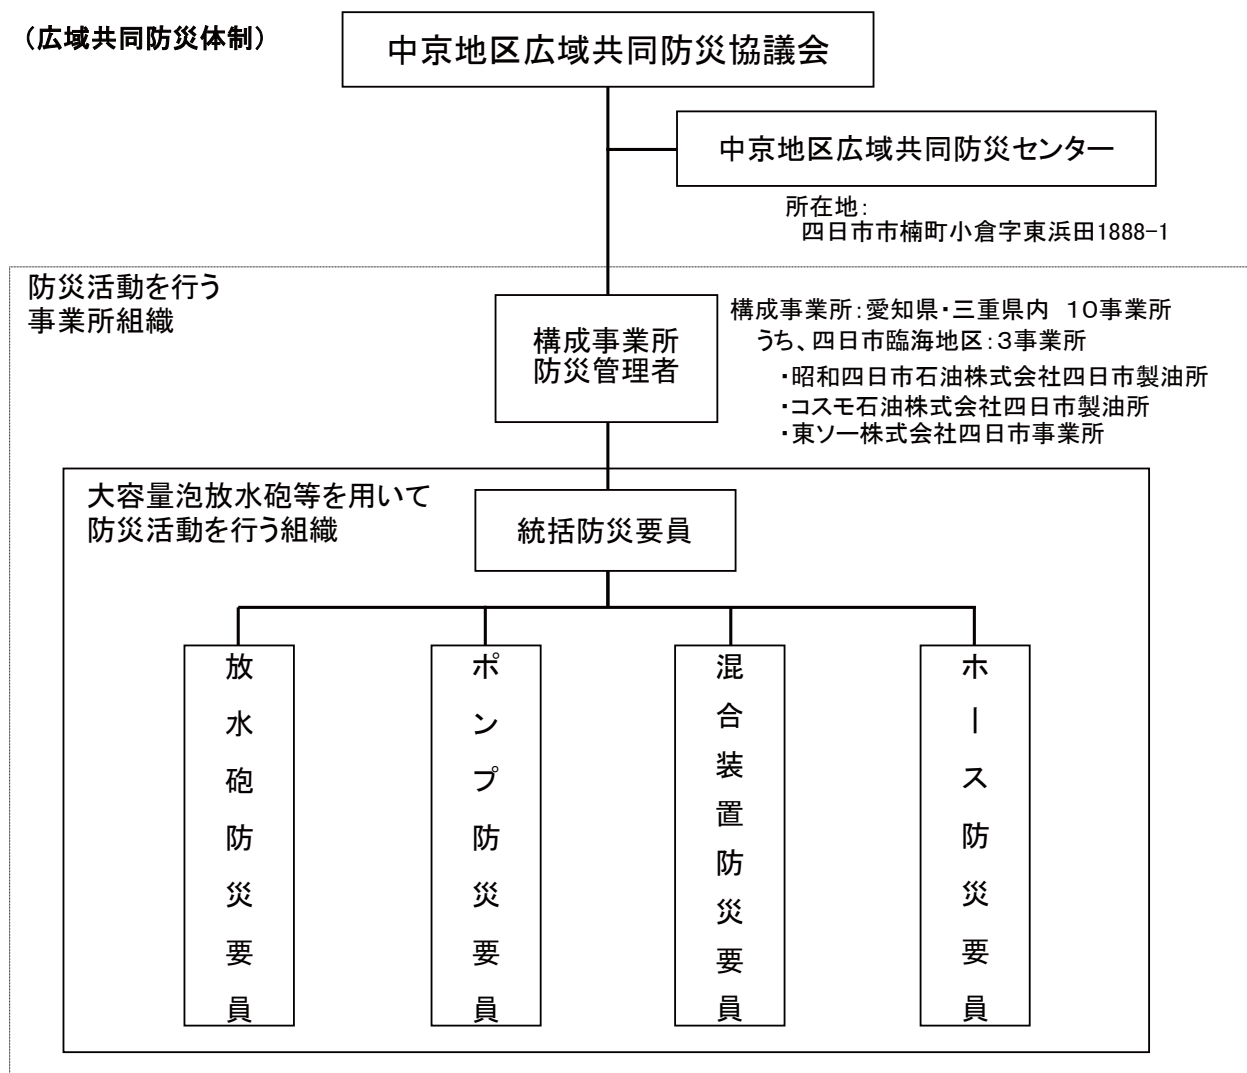 （広域共同防災体制）
中京地区広域共同防災協議会
中京地区広域共同防災センター
所在地：
四日市市楠町小倉字東浜田1888-1
防災活動を行う
事業所組織
構成事業所
防災管理者
構成事業所：愛知県・三重県内　１０事業所
うち、四日市臨海地区：３事業所
・昭和四日市石油株式会社四日市製油所
・コスモ石油株式会社四日市製油所
・東ソー株式会社四日市事業所
大容量泡放水砲等を用いて
防災活動を行う組織
統括防災要員
放水砲防災要員
ポンプ防災要員
混合装置防災要員
ホース防災要員